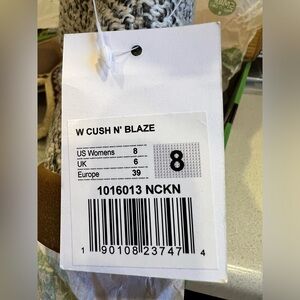 W CUSH N' BLAZE
US Womens 8
UK 6
Europe 39
8
1016013 NCKN
1 90108 23747 4